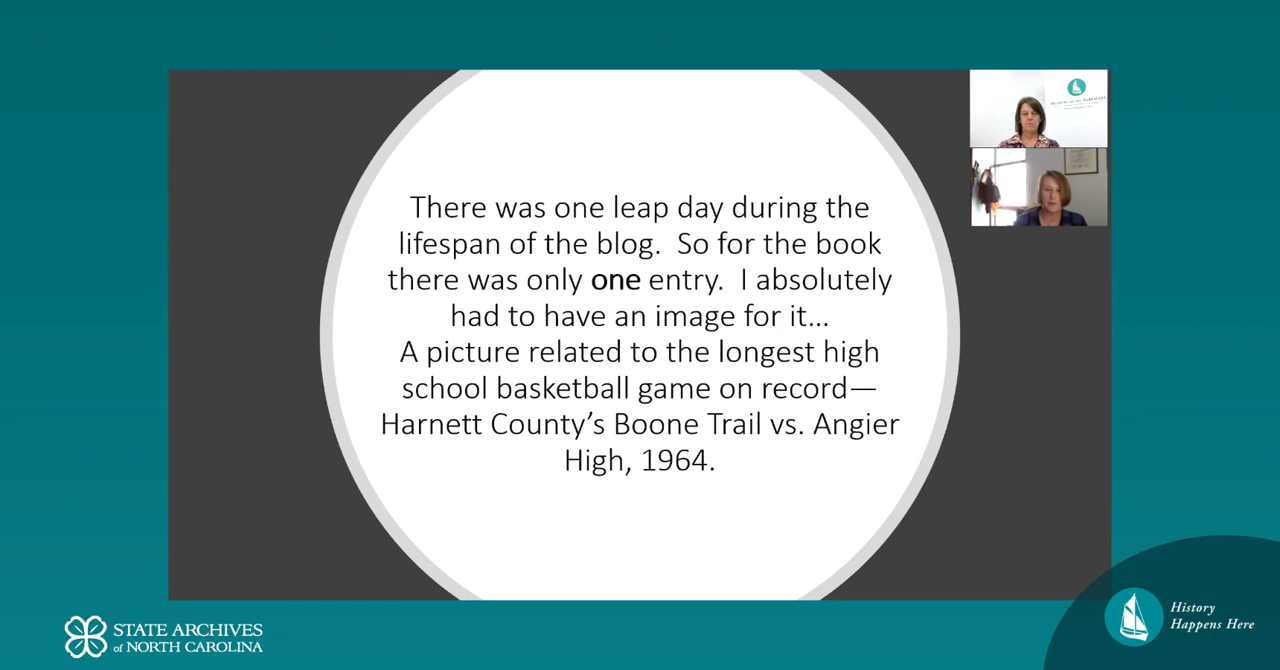 There was one leap day during the
lifespan of the blog.  So for the book
there was only one entry.  I absolutely
had to have an image for it...
A picture related to the longest high
school basketball game on record—
Harnett County’s Boone Trail vs. Angier
High, 1964.
STATE ARCHIVES
of NORTH CAROLINA
History
Happens Here